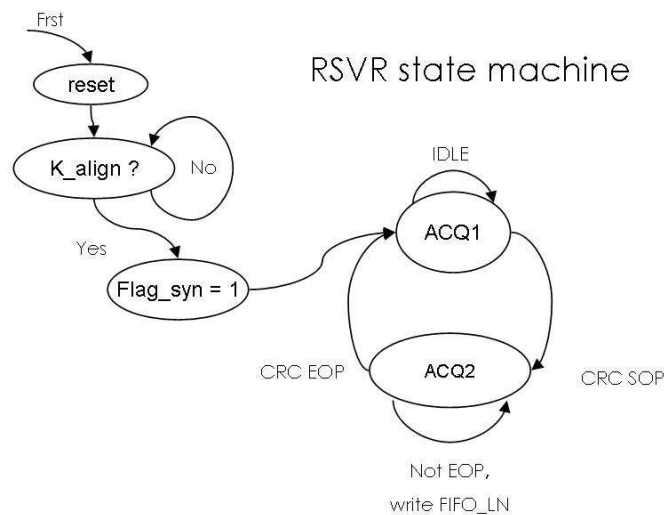 Frst
RSVR state machine
reset
K_align ?
No
IDLE
ACQ1
Yes
Flag_syn = 1
CRC EOP
ACQ2
CRC SOP
Not EOP,
write FIFO_LN